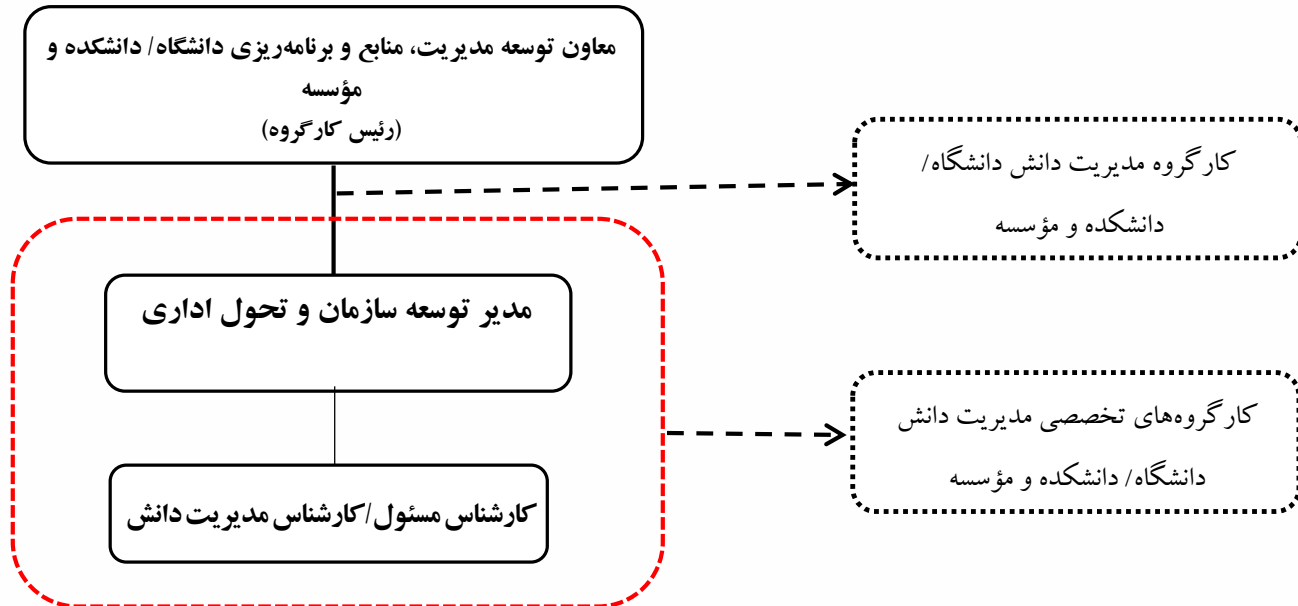 معاون توسعه مدیریت، منابع و برنامه‌ریزی دانشگاه/ دانشکده و
مؤسسه
(رئیس کارگروه)
کارگروه مدیریت دانش دانشگاه/
دانشکده و مؤسسه
مدیر توسعه سازمان و تحول اداری
کارگروه‌های تخصصی مدیریت دانش
دانشگاه/ دانشکده و مؤسسه
کارشناس مسئول/کارشناس مدیریت دانش